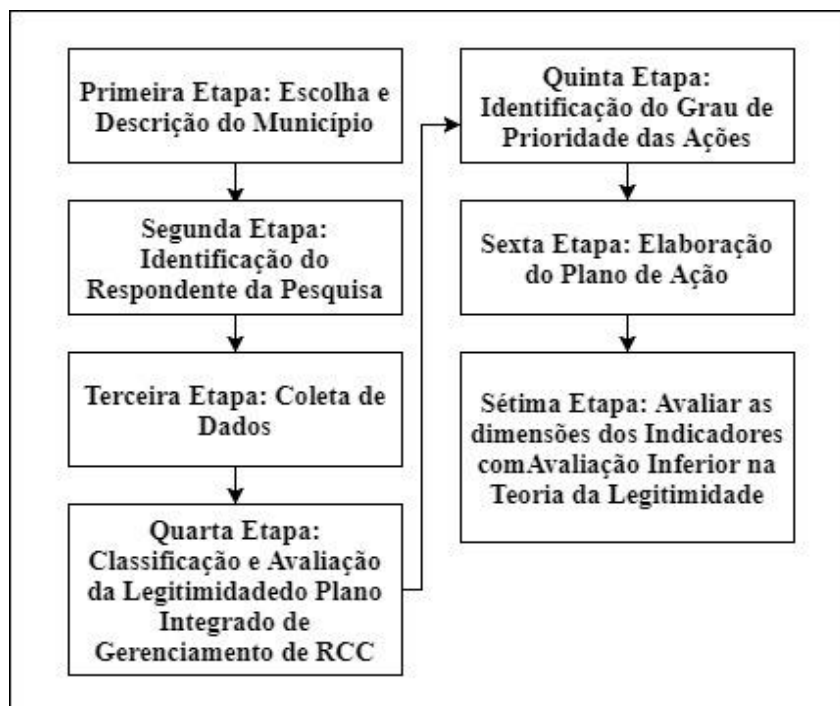 Primeira Etapa: Escolha e
Descrição do Município
Segunda Etapa:
Identificação do
Respondente da Pesquisa
Terceira Etapa: Coleta de
Dados
Quarta Etapa:
Classificação e Avaliação
da Legitimidadedo Plano
Integrado de
Gerenciamento de RCC
Quinta Etapa:
Identificação do Grau de
Prioridade das Ações
Sexta Etapa: Elaboração
do Plano de Ação
Sétima Etapa: Avaliar as
dimensões dos Indicadores
comAvaliação Inferior na
Teoria da Legitimidade